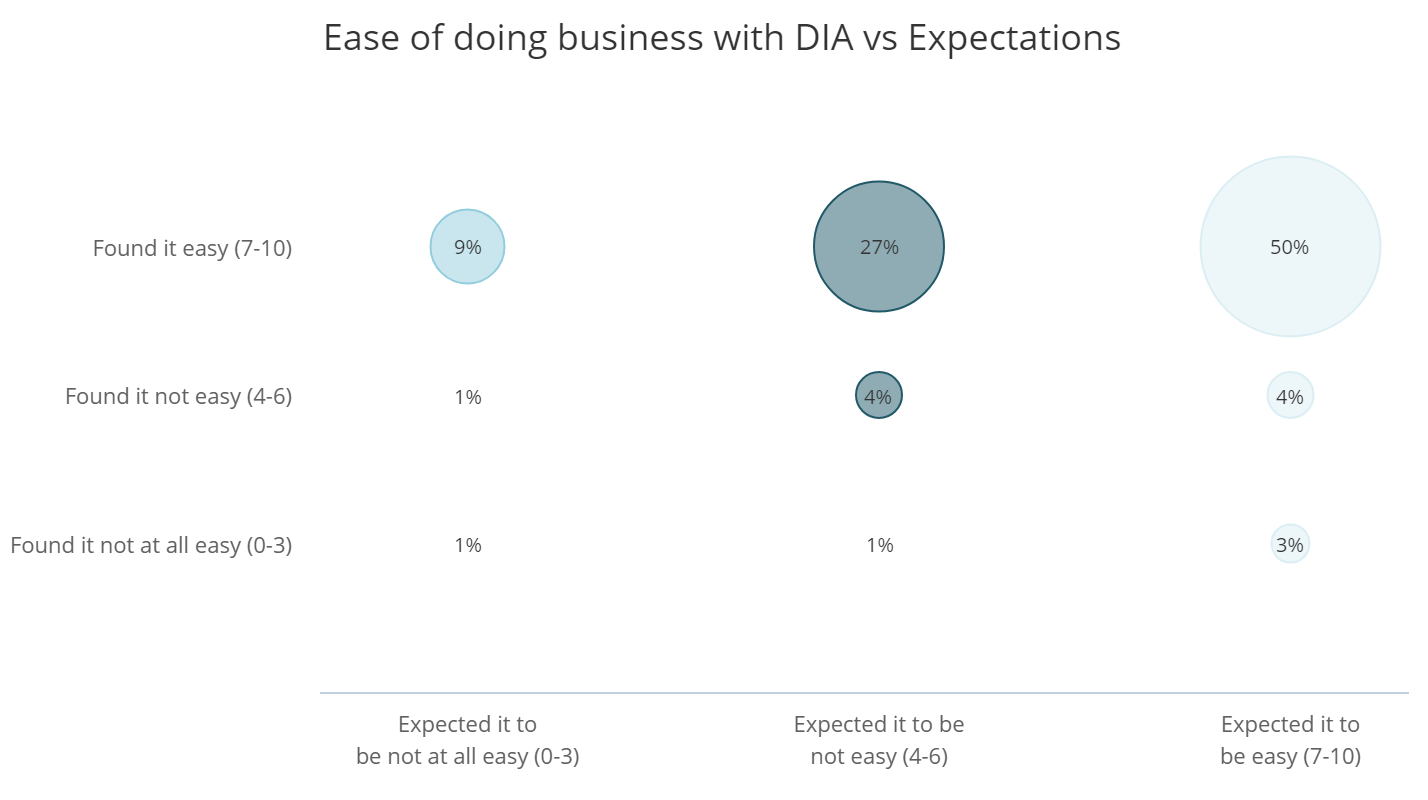 Ease of doing business with DIA vs Expectations
Found it easy (7-10)
9%
27%
50%
Found it not easy (4-6)
1%
4%
4%
Found it not at all easy (0-3)
1%
1%
3%
Expected it to
be not at all easy (0-3)
Expected it to be
not easy (4-6)
Expected it to
be easy (7-10)